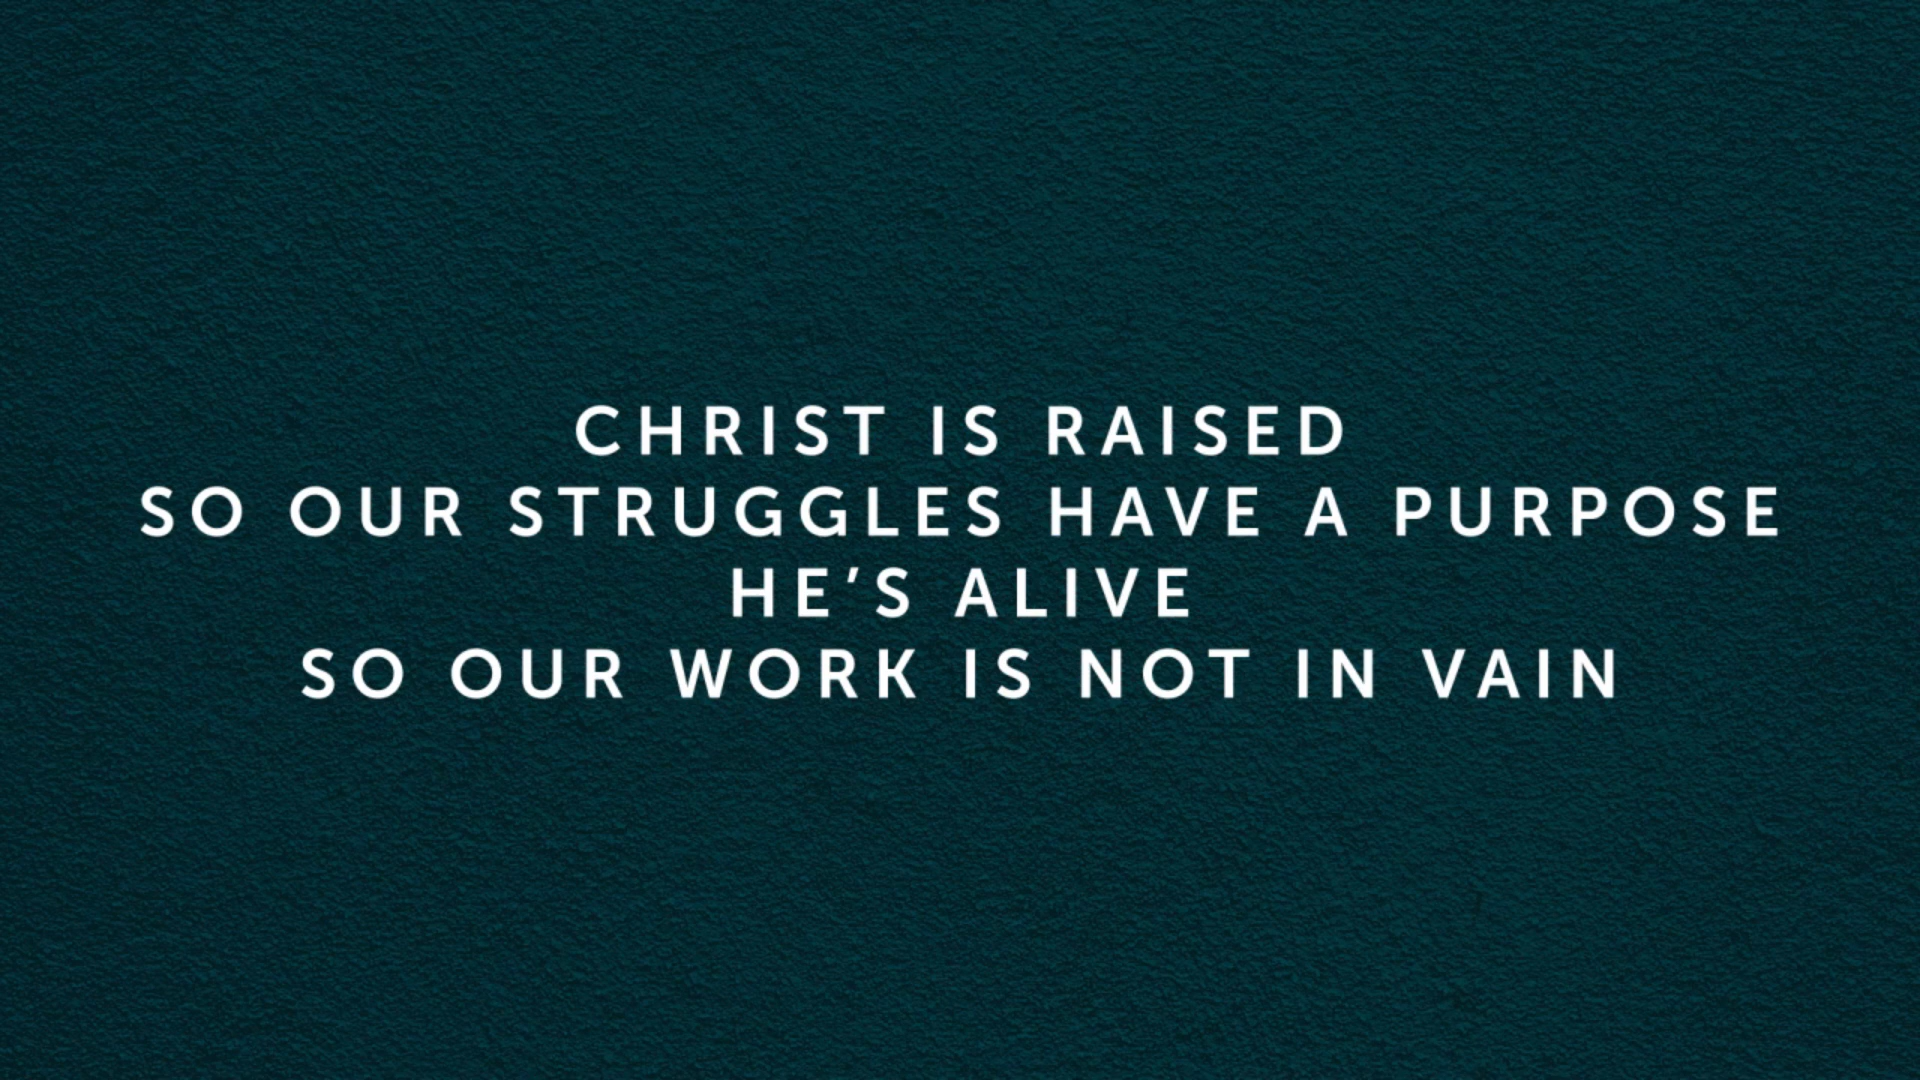 CHRIST IS RAISED
SO OUR STRUGGLES HAVE A PURPOSE
HE’S ALIVE
SO OUR WORK IS NOT IN VAIN